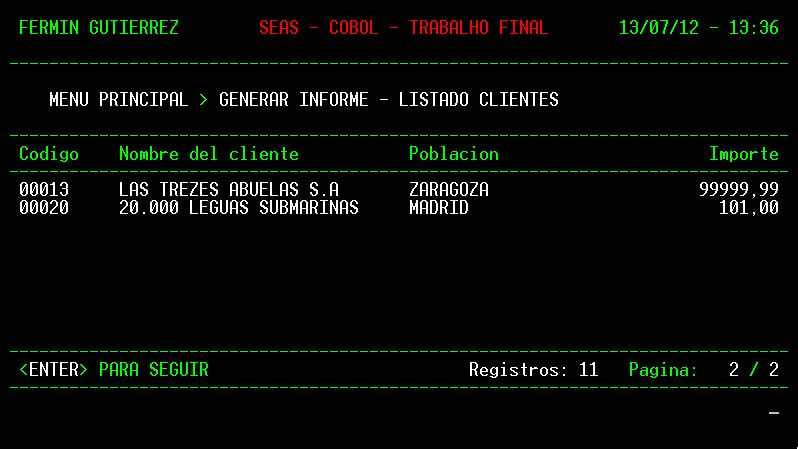 FERMIN GUTIERREZ SEAS - COBOL - TRABALHO FINAL 13/07/12 - 13:36
MENU PRINCIPAL > GENERAR INFORME - LISTADO CLIENTES
Codigo Nombre del cliente Poblacion Importe
00013 LAS TREZES ABUELAS S.A ZARAGOZA 99999,99
00020 20.000 LEGUAS SUBMARINAS MADRID 101,00
<ENTER> PARA SEGUIR Registros: 11 Pagina: 2 / 2